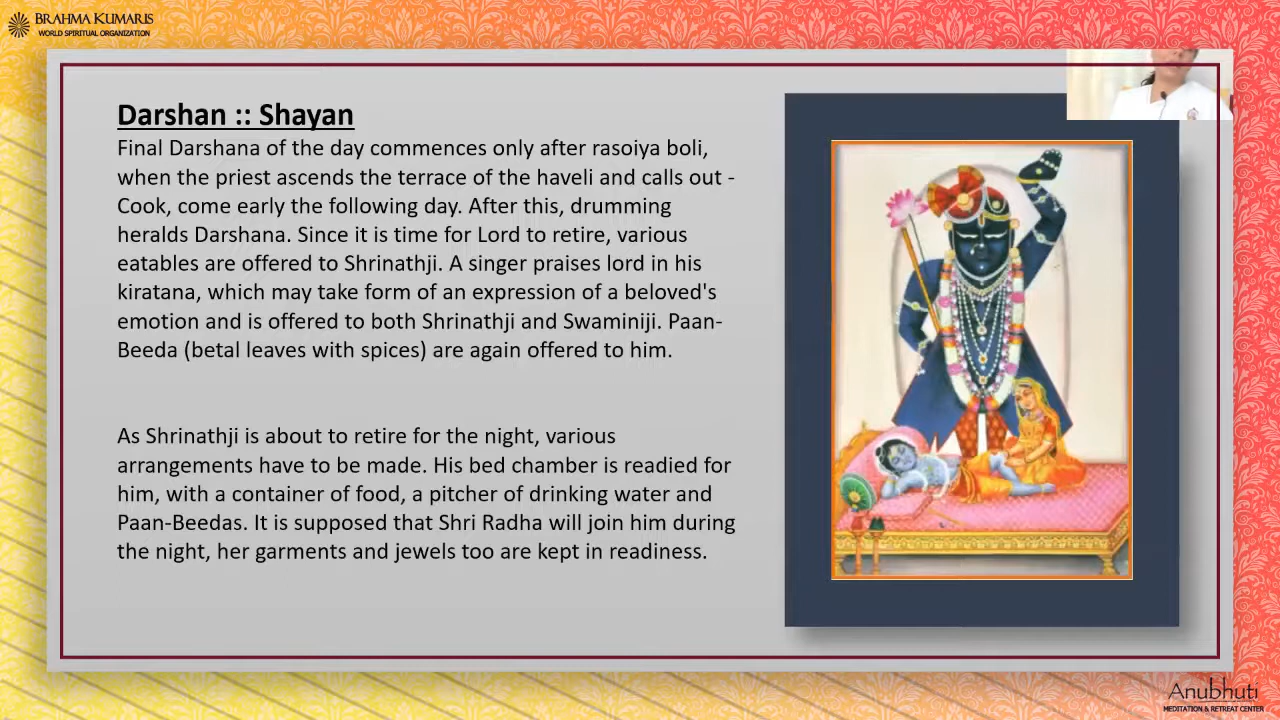 BRAHMA KUMARIS
WORLD SPIRITUAL ORGANIZATION
Darshan :: Shayan
Final Darshana of the day commences only after rasoiya boli,
when the priest ascends the terrace of the haveli and calls out -
Cook, come early the following day. After this, drumming
heralds Darshana. Since it is time for Lord to retire, various
eatables are offered to Shrinathji. A singer praises lord in his
kiratana, which may take form of an expression of a beloved's
emotion and is offered to both Shrinathji and Swaminiji. Paan-
Beeda (betal leaves with spices) are again offered to him.
As Shrinathji is about to retire for the night, various
arrangements have to be made. His bed chamber is readied for
him, with a container of food, a pitcher of drinking water and
Paan-Beedas. It is supposed that Shri Radha will join him during
the night, her garments and jewels too are kept in readiness.
Anubhuti
MEDITATION & RETREAT CENTER